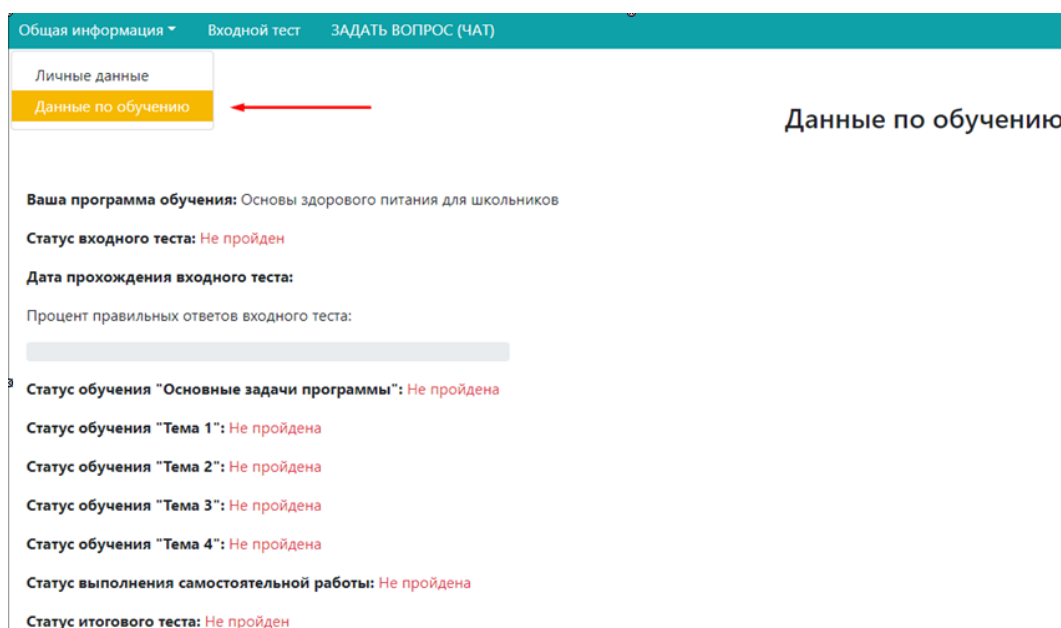 Общая информация Входной тест ЗАДАТЬ ВОПРОС (ЧАТ)
Личные данные
Данные по обучению
Данные по обучению
Ваша программа обучения: Основы здорового питания для школьников
Статус входного теста: Не пройден
Дата прохождения входного теста:
Процент правильных ответов входного теста:
Статус обучения "Основные задачи программы": Не пройдена
Статус обучения "Тема 1": Не пройдена
Статус обучения "Тема 2": Не пройдена
Статус обучения "Тема 3": Не пройдена
Статус обучения "Тема 4": Не пройдена
Статус выполнения самостоятельной работы: Не пройдена
Статус итогового теста: Не пройден